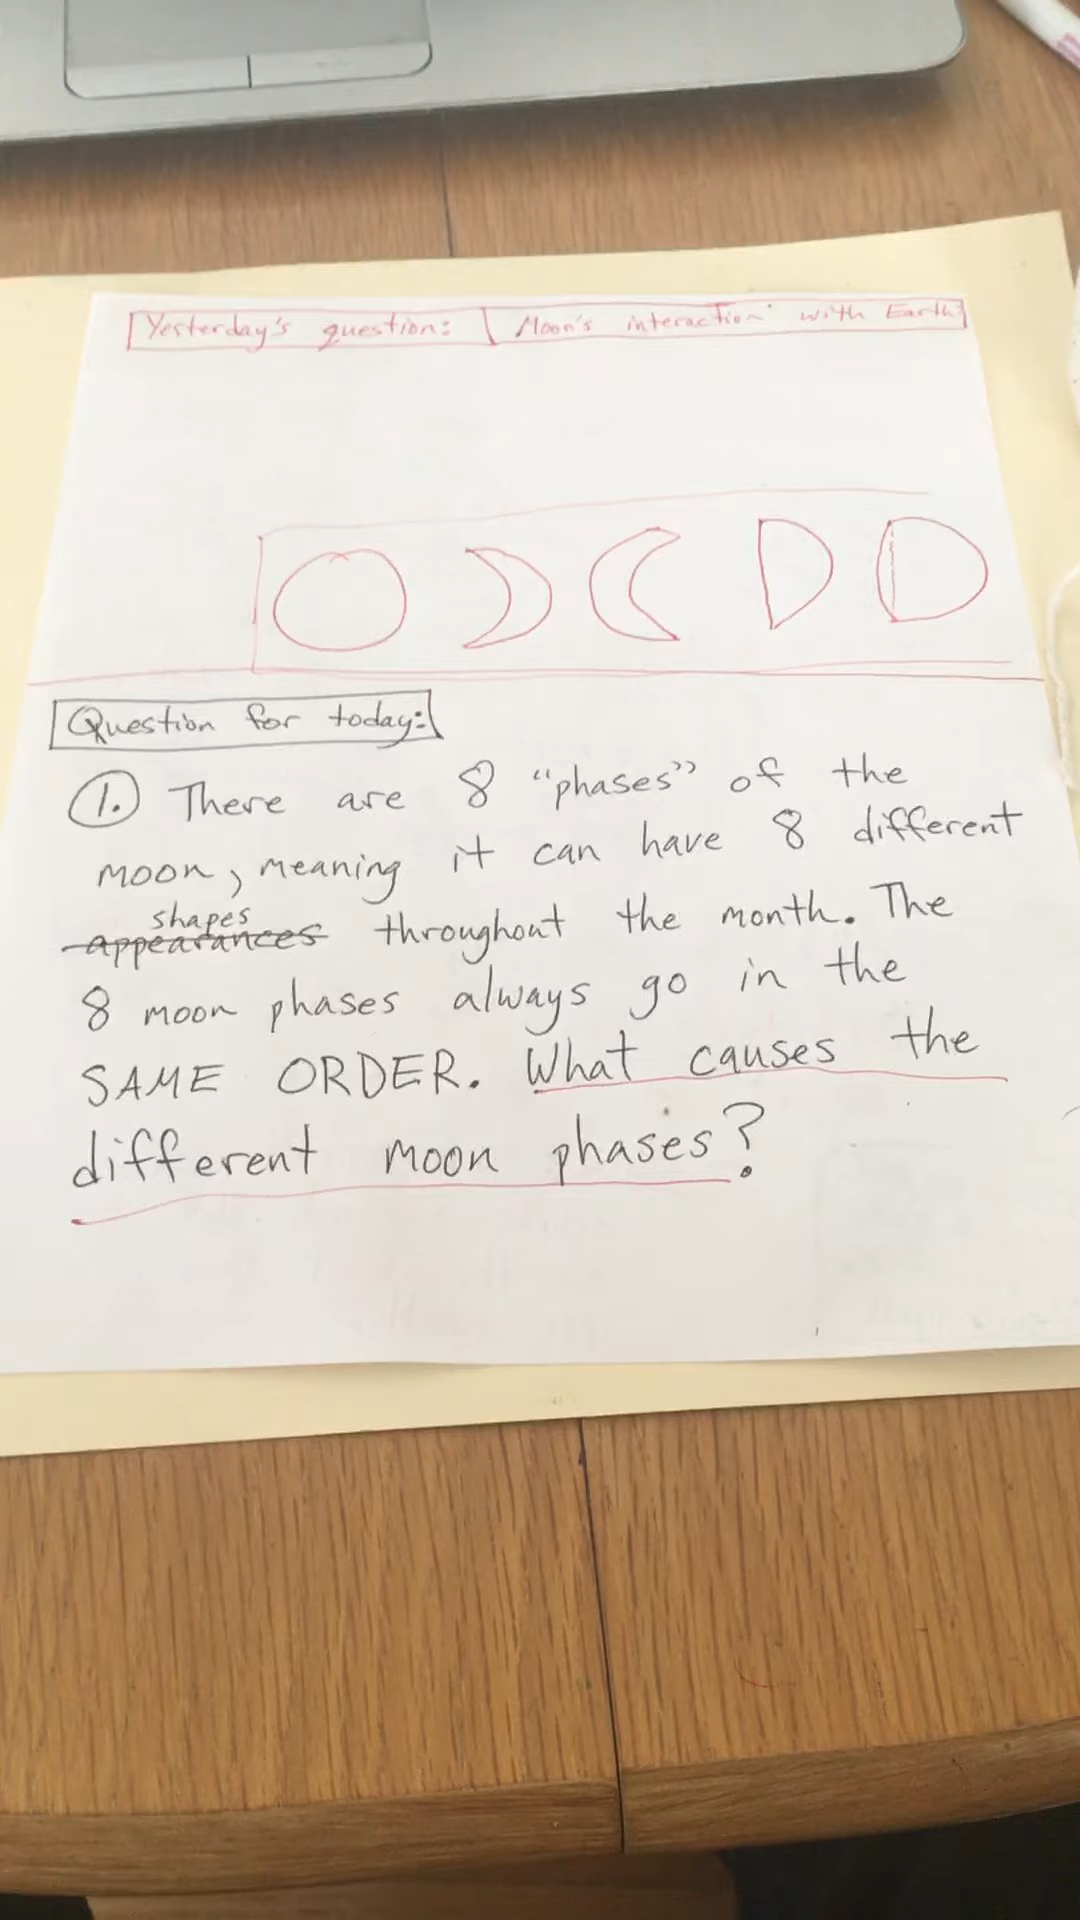 Yesterday's question: Moon's interaction with Earth
Question for today:
1. There are 8 “phases” of the
moon, meaning it can have 8 different
shapes
appearances throughout the month. The
8 moon phases always go in the
SAME ORDER. What causes the
different moon phases?